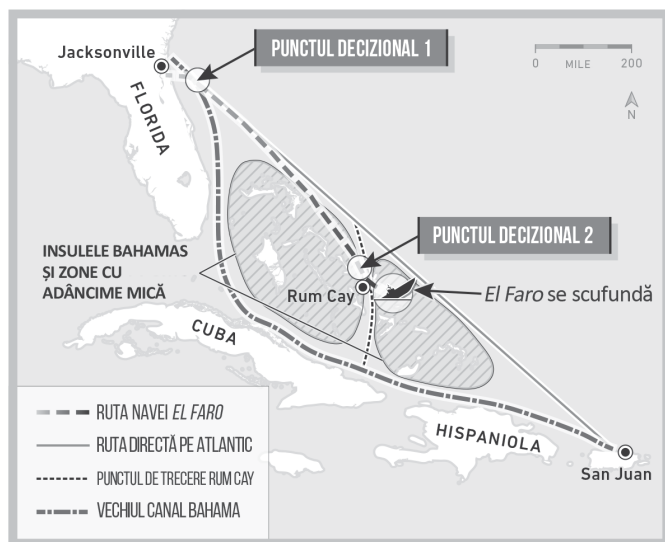 Jacksonville
PUNCTUL DECIZIONAL 1
0 MILE 200
N
FLORIDA
PUNCTUL DECIZIONAL 2
INSULELE BAHAMAS
ȘI ZONE CU
ADÂNCIME MICĂ
Rum Cay
El Faro se scufundă
CUBA
HISPANIOLA
San Juan
RUTA NAVEI EL FARO
RUTA DIRECTĂ PE ATLANTIC
PUNCTUL DE TRECERE RUM CAY
VECHIUL CANAL BAHAMA